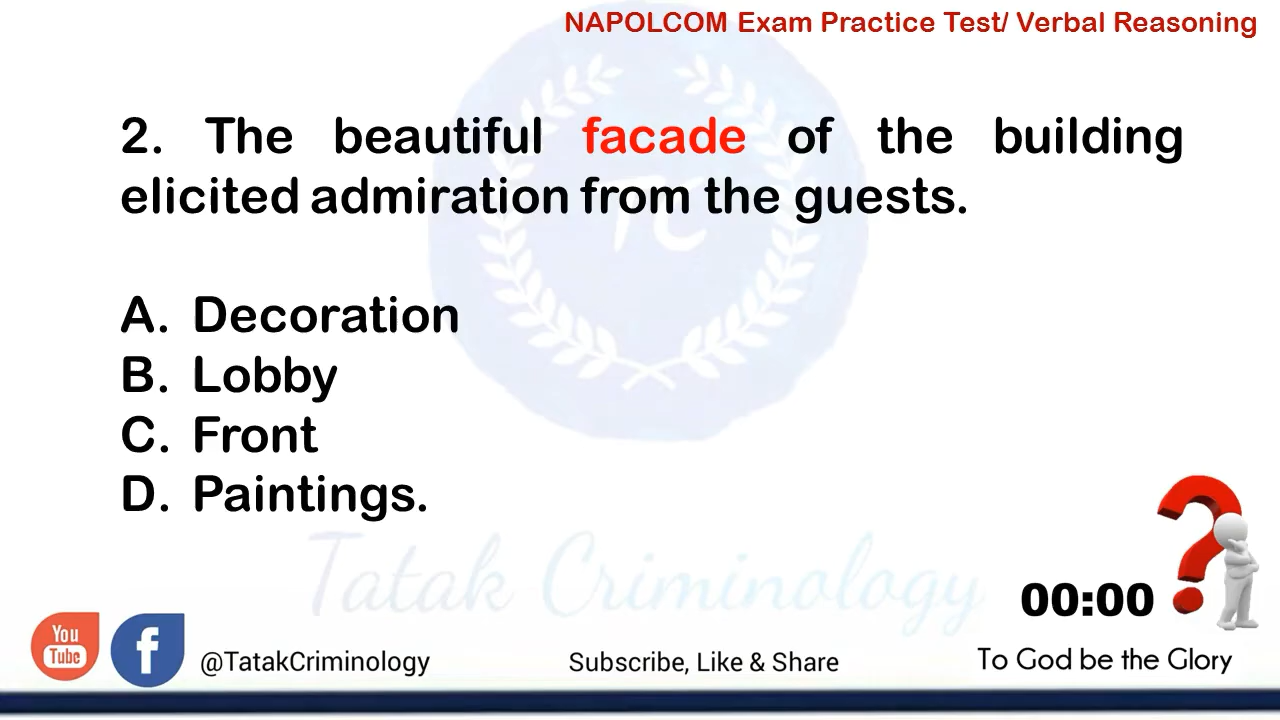 NAPOLCOM Exam Practice Test/ Verbal Reasoning
2. The beautiful facade of the building
elicited admiration from the guests.
A. Decoration
B. Lobby
C. Front
D. Paintings.
Tatak Criminology
00:00
You
Tube
f
@TatakCriminology
Subscribe, Like & Share
To God be the Glory